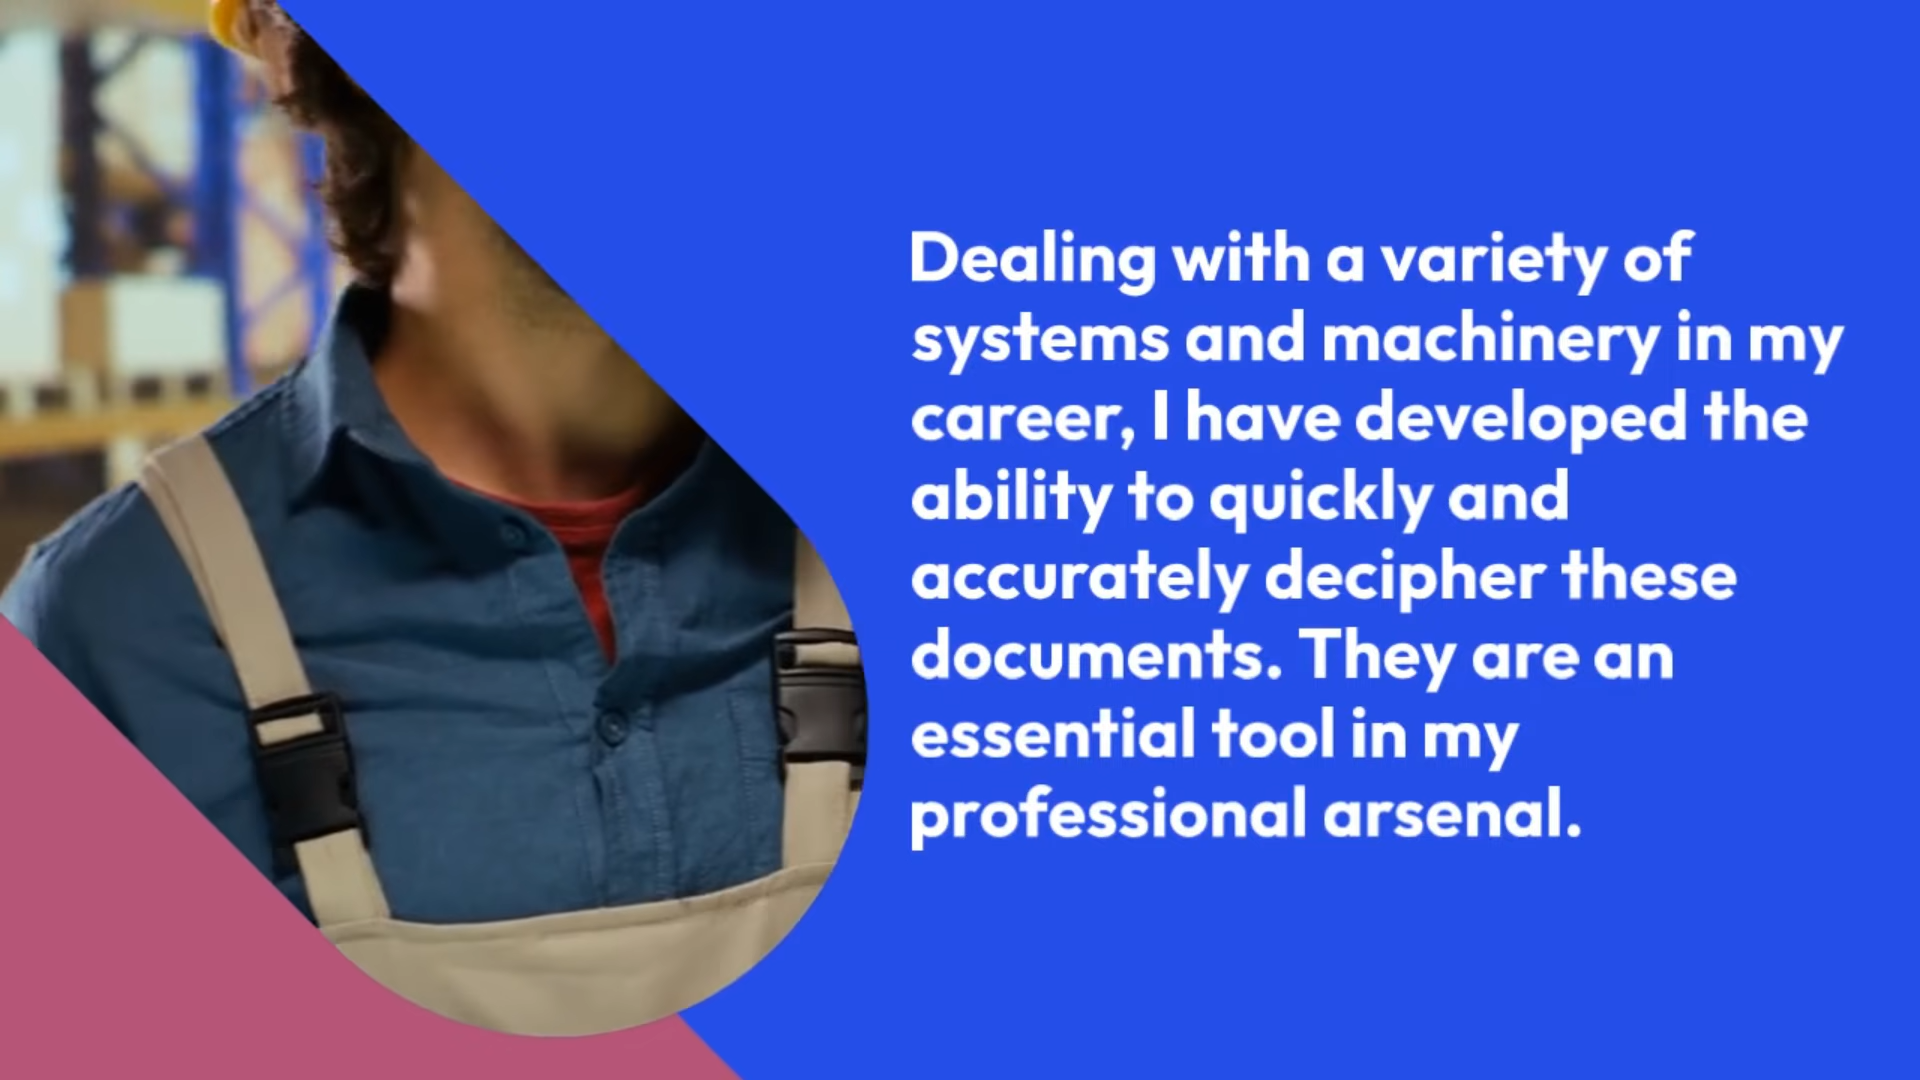 Dealing with a variety of
systems and machinery in my
career, I have developed the
ability to quickly and
accurately decipher these
documents. They are an
essential tool in my
professional arsenal.